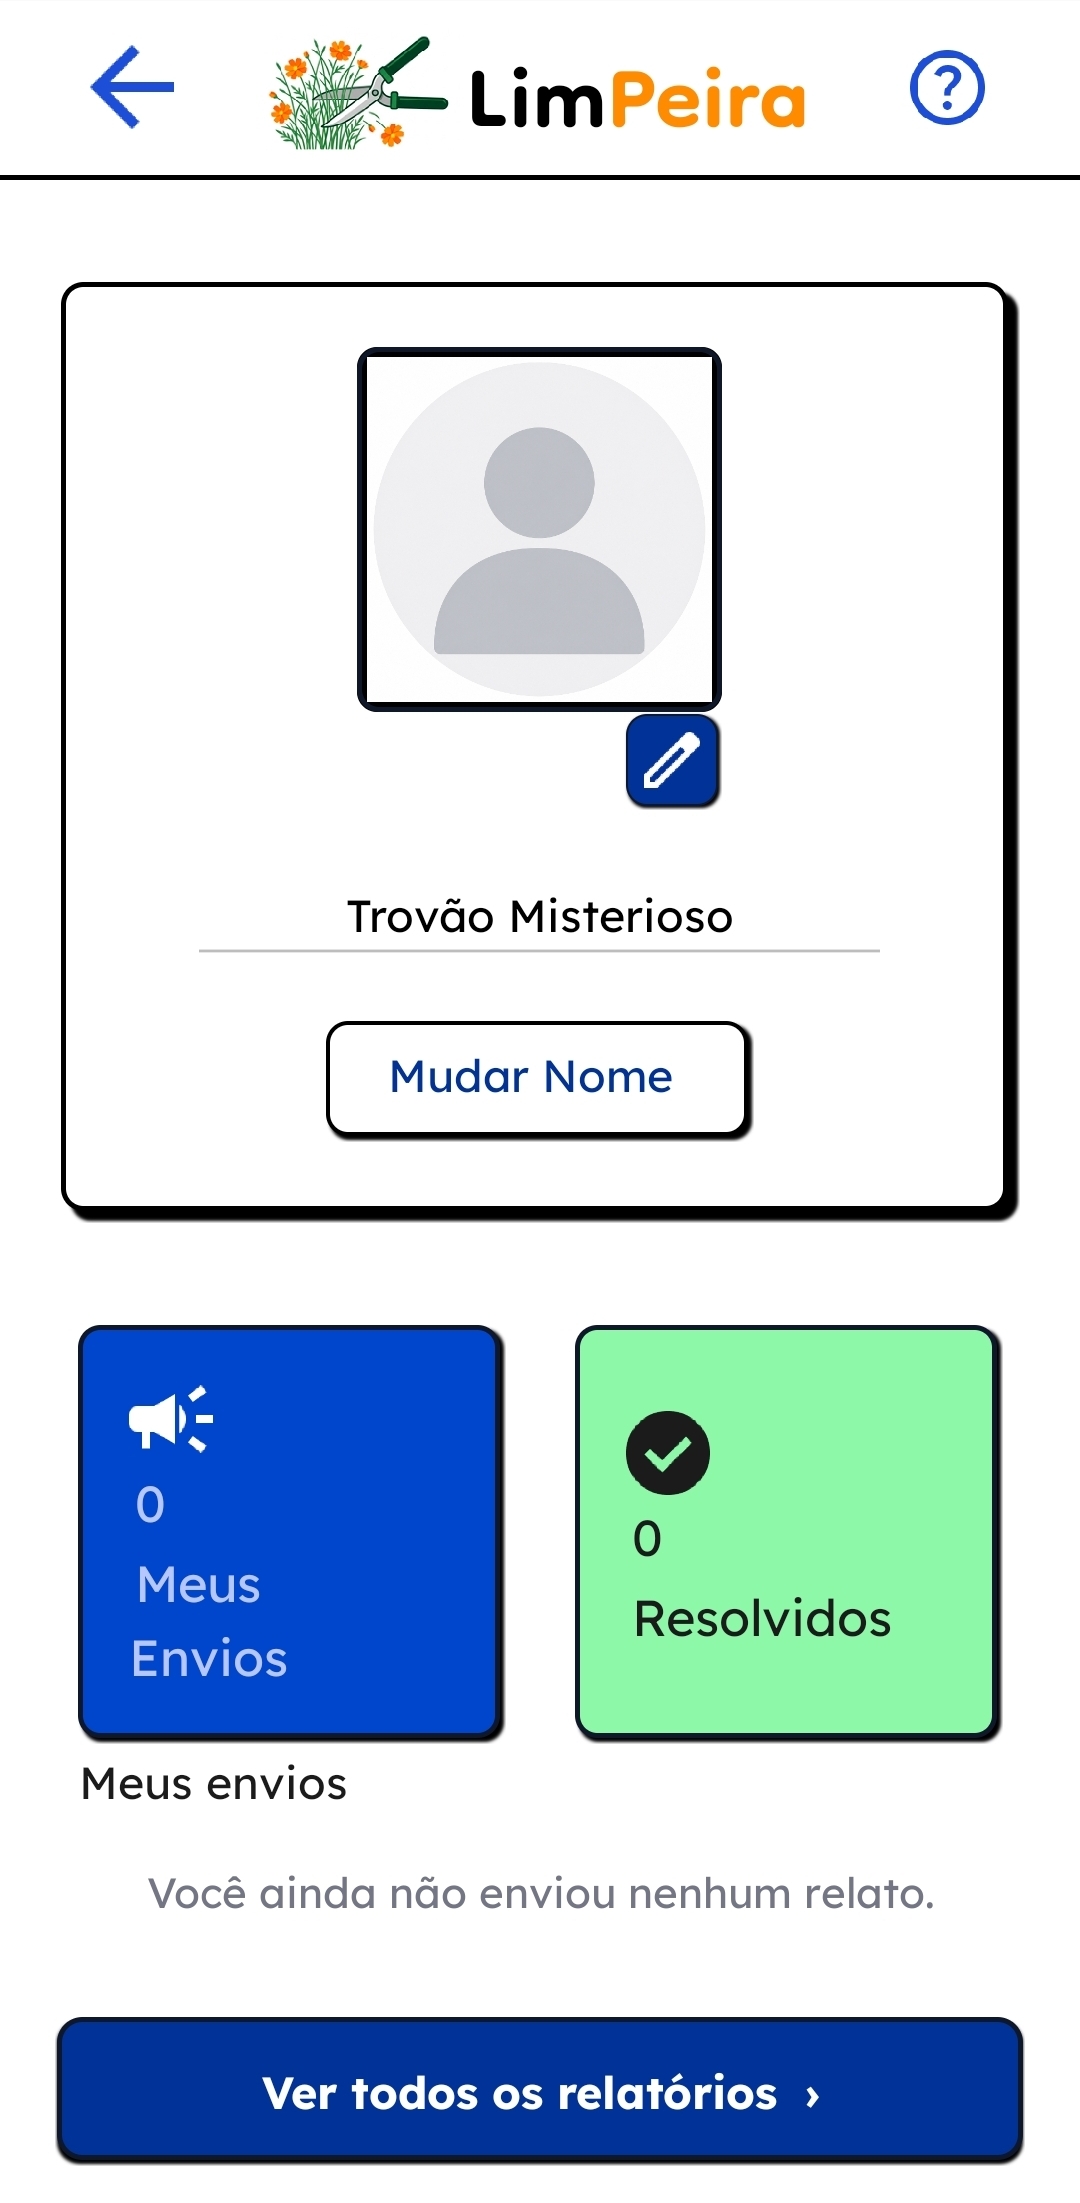 LimPeira
?
Trovão Misterioso
Mudar Nome
0
Meus
Envios
0
Resolvidos
Meus envios
Você ainda não enviou nenhum relato.
Ver todos os relatórios ›